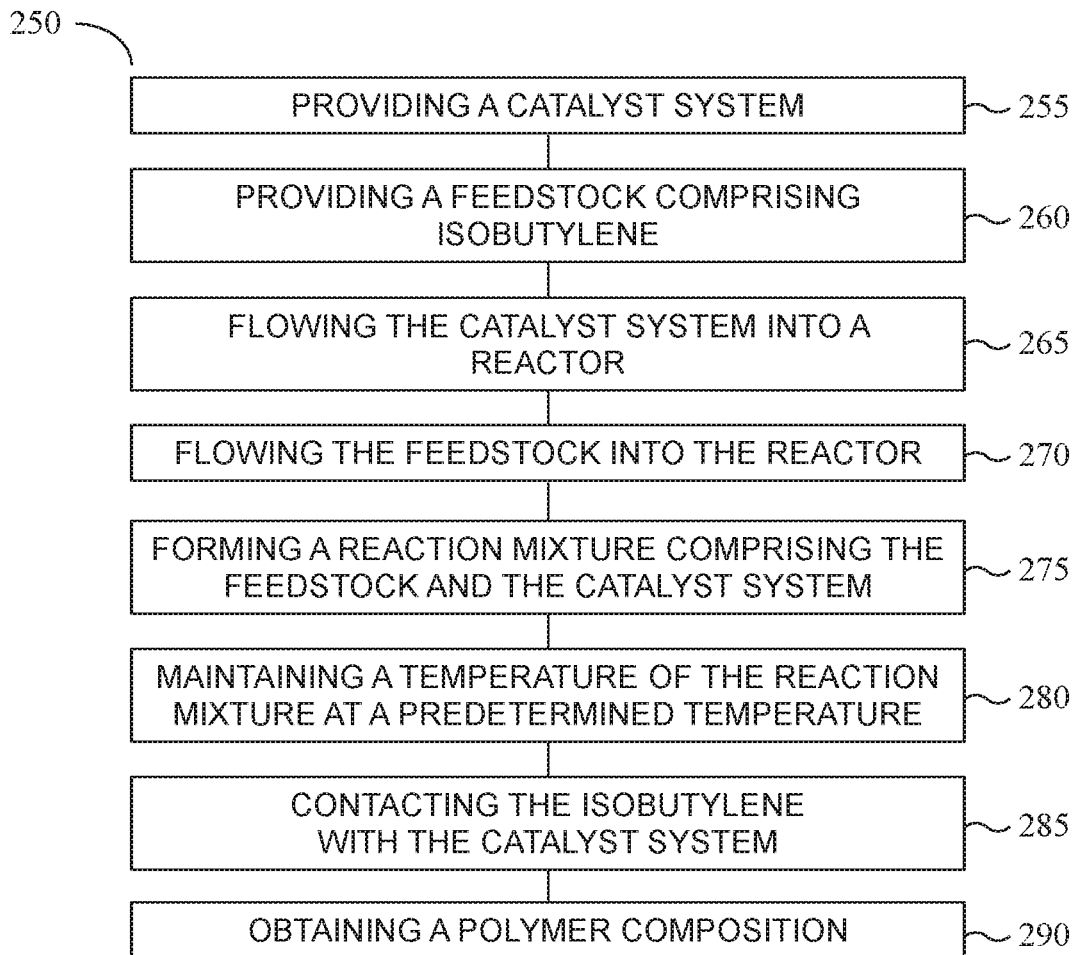 250
PROVIDING A CATALYST SYSTEM
255
PROVIDING A FEEDSTOCK COMPRISING
ISOBUTYLENE
260
FLOWING THE CATALYST SYSTEM INTO A
REACTOR
265
FLOWING THE FEEDSTOCK INTO THE REACTOR
270
FORMING A REACTION MIXTURE COMPRISING THE
FEEDSTOCK AND THE CATALYST SYSTEM
275
MAINTAINING A TEMPERATURE OF THE REACTION
MIXTURE AT A PREDETERMINED TEMPERATURE
280
CONTACTING THE ISOBUTYLENE
WITH THE CATALYST SYSTEM
285
OBTAINING A POLYMER COMPOSITION
290